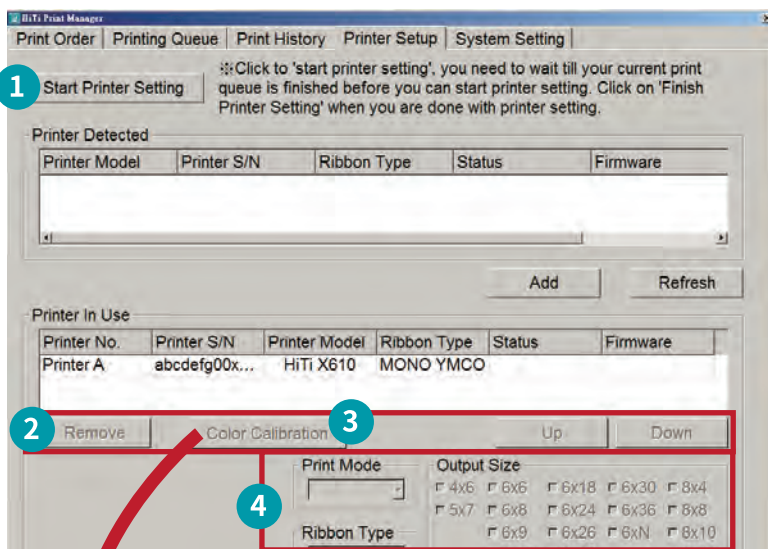 HiTi Print Manager
Print Order Printing Queue Print History Printer Setup System Setting
1 Start Printer Setting
※Click to 'start printer setting', you need to wait till your current print
queue is finished before you can start printer setting. Click on 'Finish
Printer Setting' when you are done with printer setting.
Printer Detected
Printer Model Printer S/N Ribbon Type Status Firmware
Add Refresh
Printer In Use
Printer No. Printer S/N Printer Model Ribbon Type Status Firmware
Printer A abcdefg00x... HiTi X610 MONO YMCO
2 Remove Color Calibration 3 Up Down
4
Print Mode Output Size
4x6 6x6 6x18 6x30 8x4
5x7 6x8 6x24 6x36 8x8
Ribbon Type 6x9 6x26 6xN 8x10